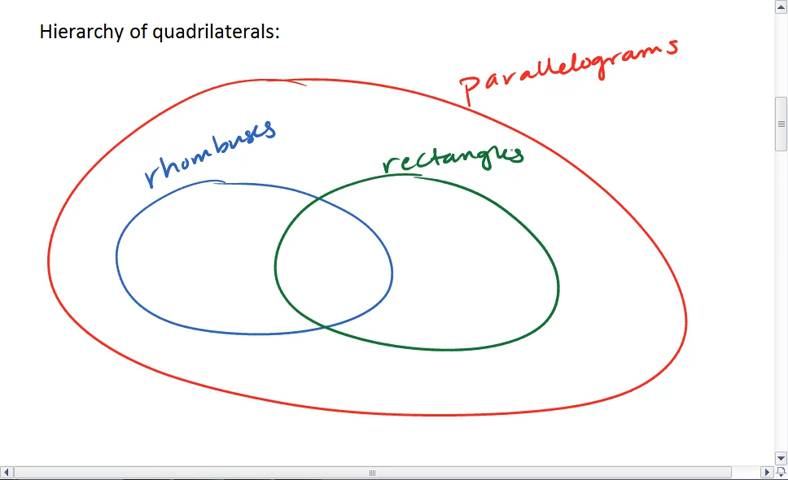 Hierarchy of quadrilaterals:
parallelograms
rhombuses
rectangles